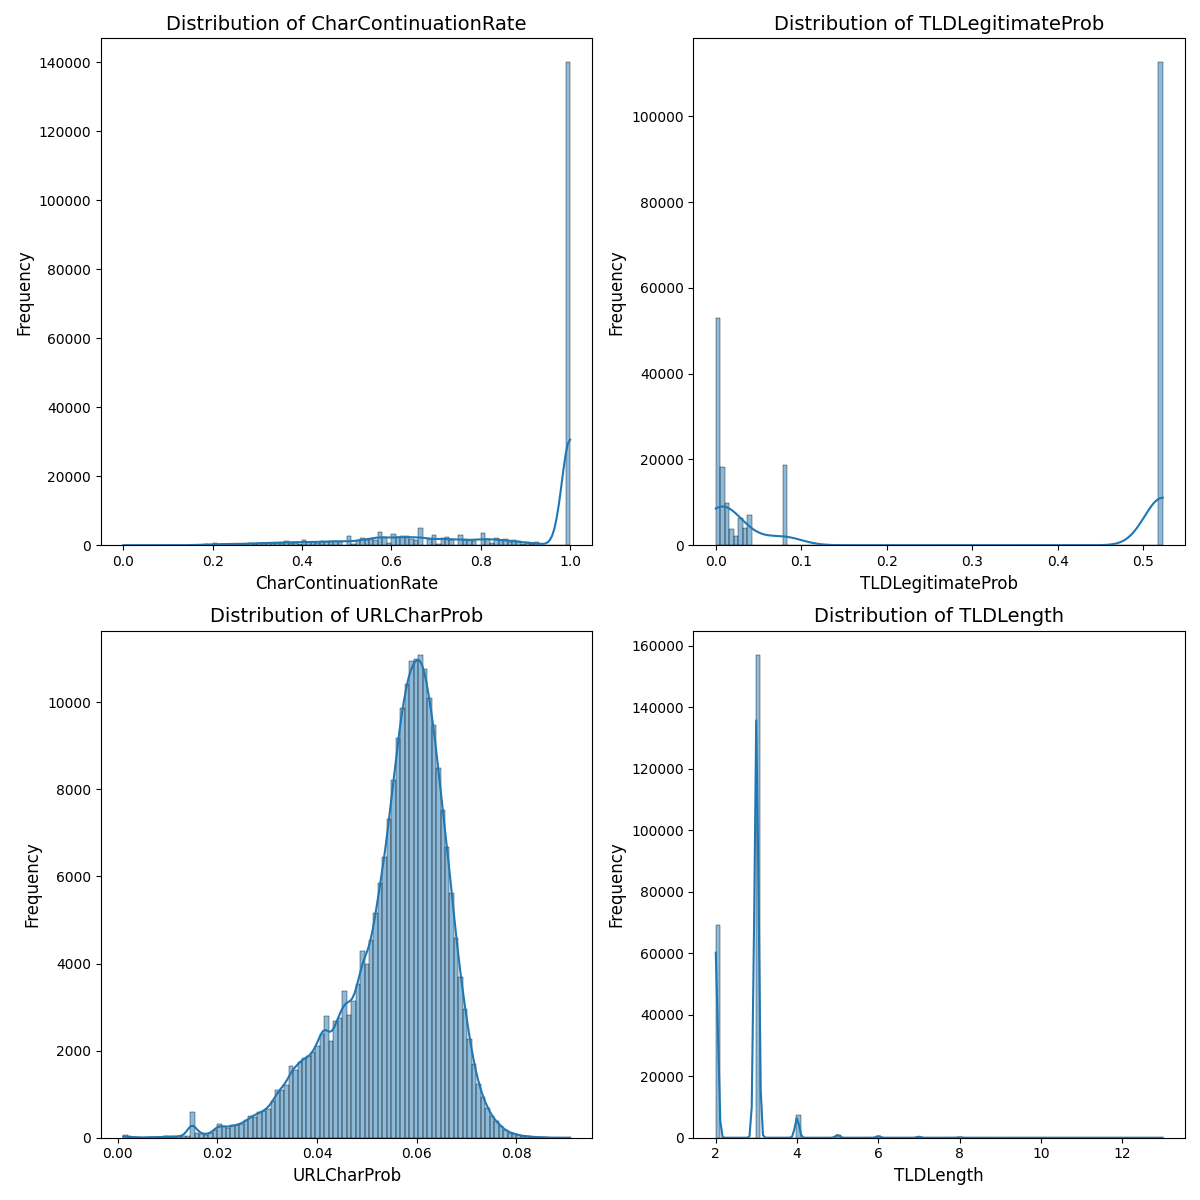 Distribution of CharContinuationRate
Frequency
140000
120000
100000
80000
60000
40000
20000
0
0.0 0.2 0.4 0.6 0.8 1.0
CharContinuationRate
Distribution of TLDLegitimateProb
Frequency
100000
80000
60000
40000
20000
0
0.0 0.1 0.2 0.3 0.4 0.5
TLDLegitimateProb
Distribution of URLCharProb
Frequency
10000
8000
6000
4000
2000
0
0.00 0.02 0.04 0.06 0.08
URLCharProb
Distribution of TLDLength
Frequency
160000
140000
120000
100000
80000
60000
40000
20000
0
2 4 6 8 10 12
TLDLength